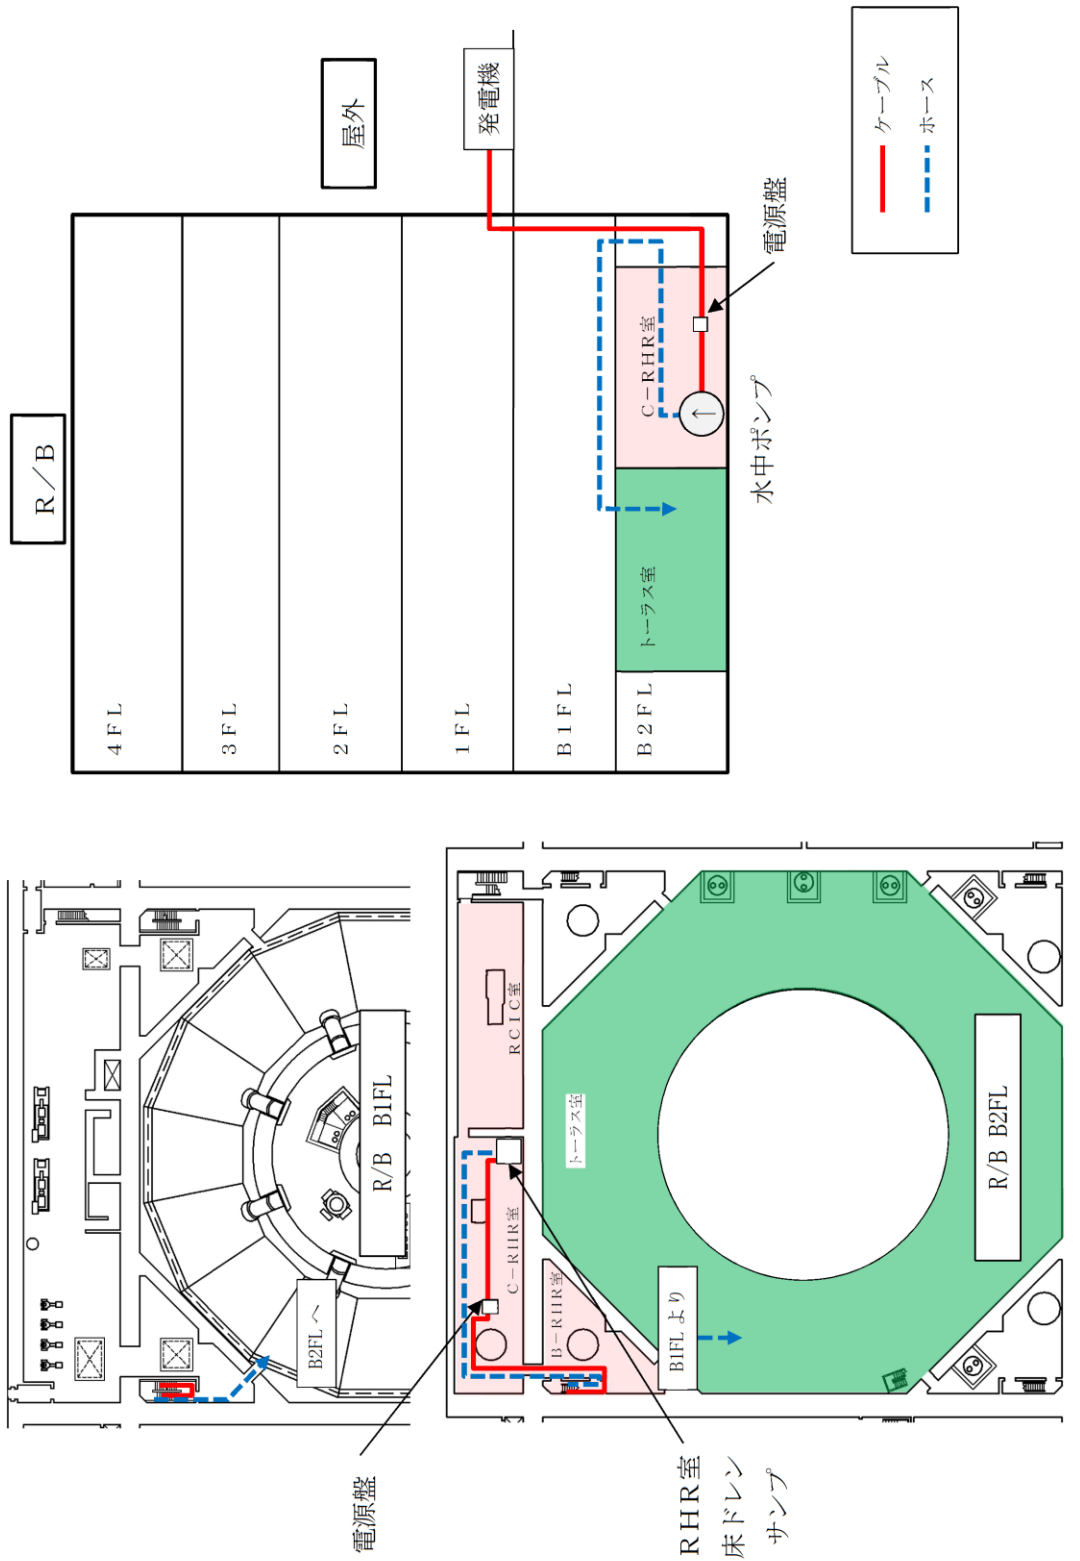 R/B
屋外
4FL
3FL
2FL
1FL
B1FL
B2FL
発電機
C-RHR室
トーラス室
電源盤
水中ポンプ
ケーブル
ホース
R/B B1FL
B2FLへ
電源盤
RCIC室
C-RHR室
B-RHR室
トーラス室
B1FLより
R/B B2FL
RHR室
床ドレン
サンプ